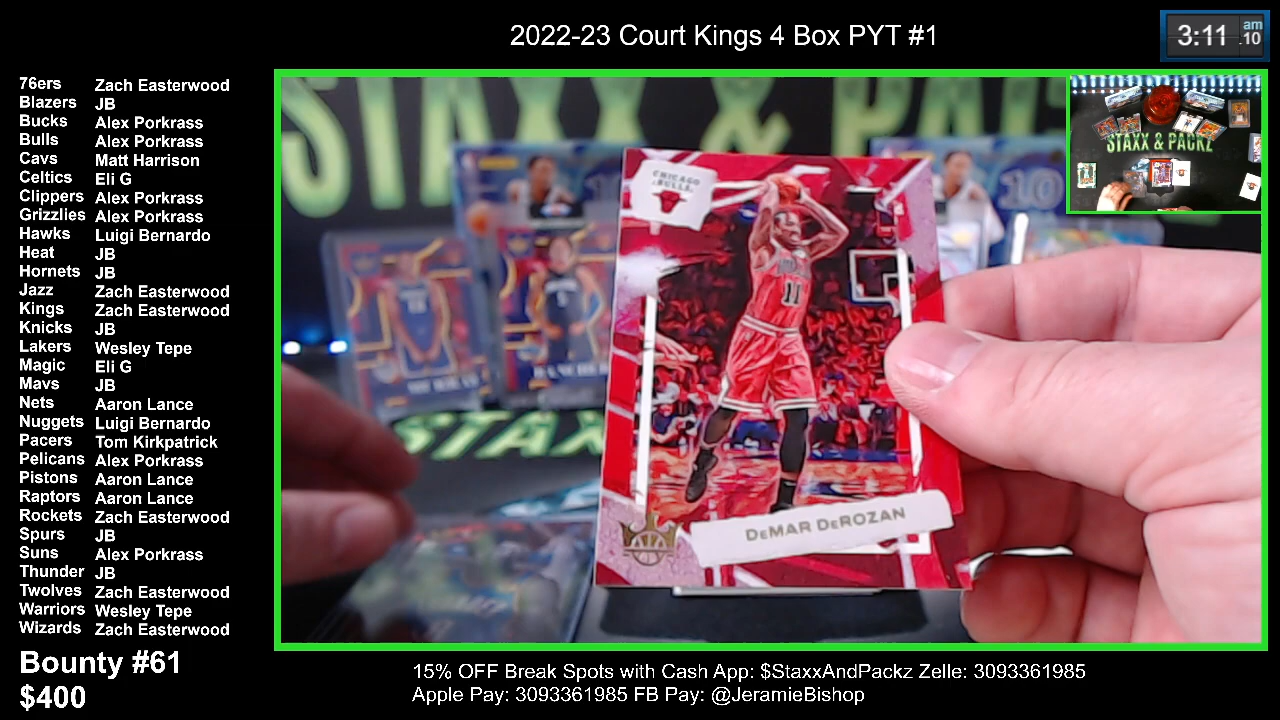 2022-23 Court Kings 4 Box PYT #1
3:11 am .10
76ers Zach Easterwood
Blazers JB
Bucks Alex Porkrass
Bulls Alex Porkrass
Cavs Matt Harrison
Celtics Eli G
Clippers Alex Porkrass
Grizzlies Alex Porkrass
Hawks Luigi Bernardo
Heat JB
Hornets JB
Jazz Zach Easterwood
Kings Zach Easterwood
Knicks JB
Lakers Wesley Tepe
Magic Eli G
Mavs JB
Nets Aaron Lance
Nuggets Luigi Bernardo
Pacers Tom Kirkpatrick
Pelicans Alex Porkrass
Pistons Aaron Lance
Raptors Aaron Lance
Rockets Zach Easterwood
Spurs JB
Suns Alex Porkrass
Thunder JB
Twolves Zach Easterwood
Warriors Wesley Tepe
Wizards Zach Easterwood
Bounty #61
$400
STAXX & PACKZ
STAXX & PACKZ
10
CHICAGO
BULLS
11
DeMAR DeROZAN
STAX
15% OFF Break Spots with Cash App: $StaxxAndPackz Zelle: 3093361985
Apple Pay: 3093361985 FB Pay: @JeramieBishop